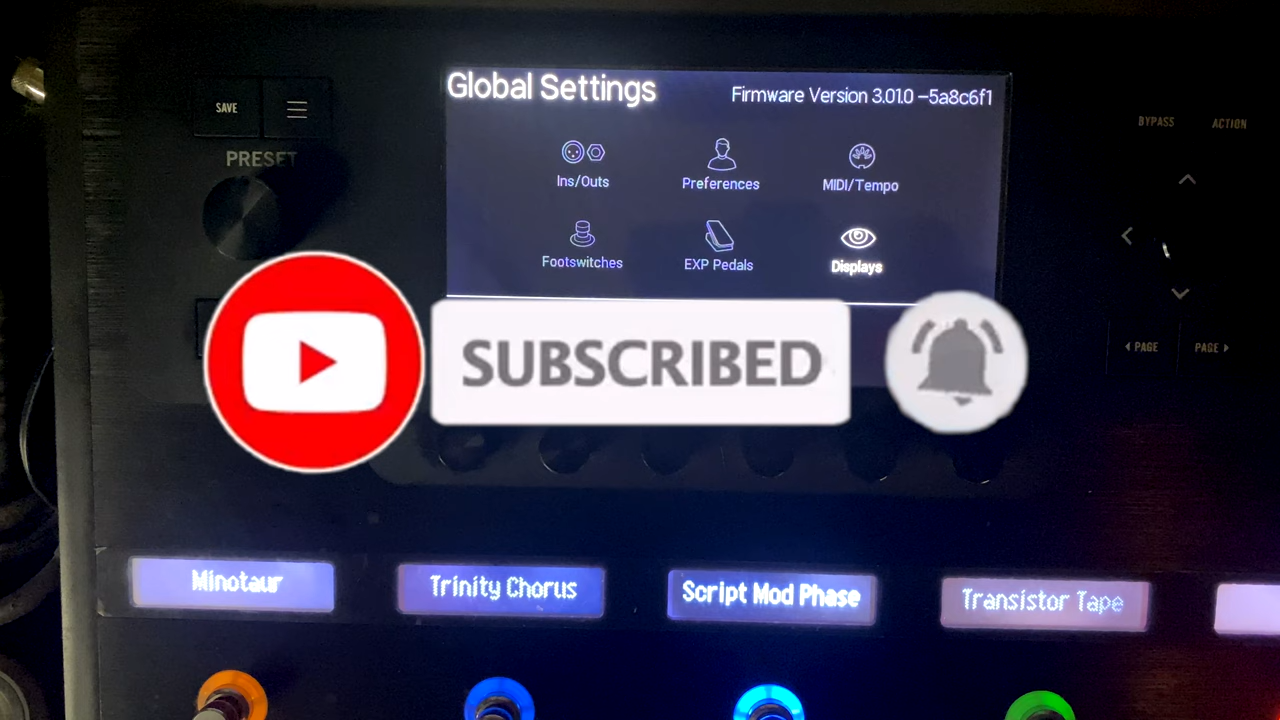 Global Settings
Firmware Version 3.01.0 –5a8c6f1
SAVE
PRESET
BYPASS
ACTION
Ins/Outs
Preferences
MIDI/Tempo
Footswitches
EXP Pedals
Displays
SUBSCRIBED
PAGE
PAGE
Minotaur
Trinity Chorus
Script Mod Phase
Transistor Tape